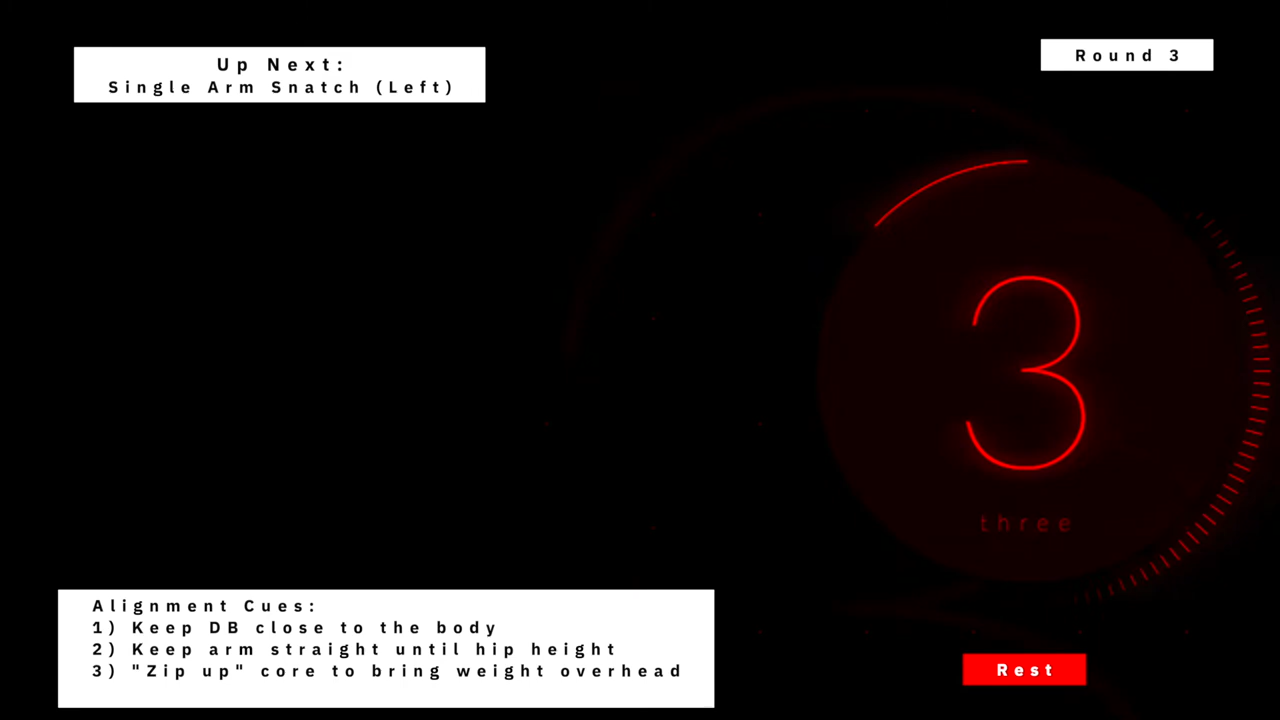 Up Next:
Single Arm Snatch (Left)
Round 3
3
three
Alignment Cues:
1) Keep DB close to the body
2) Keep arm straight until hip height
3) "Zip up" core to bring weight overhead
Rest